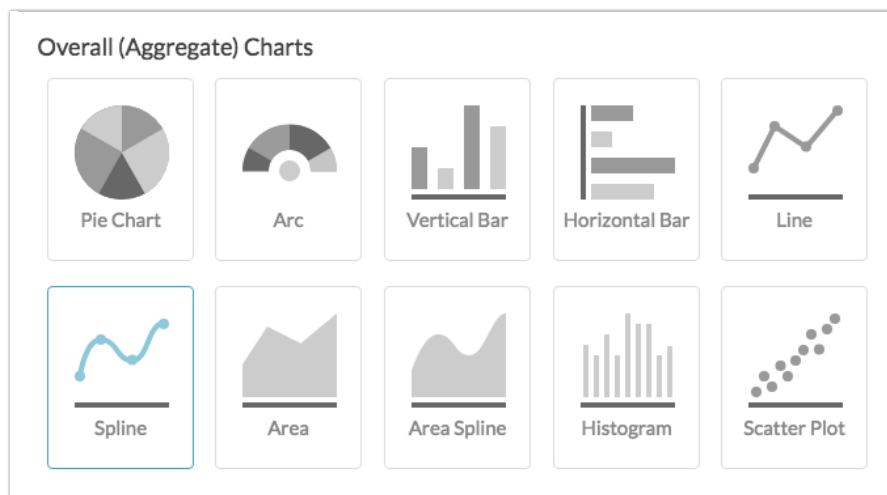 Overall (Aggregate) Charts
Pie Chart
Arc
Vertical Bar
Horizontal Bar
Line
Spline
Area
Area Spline
Histogram
Scatter Plot